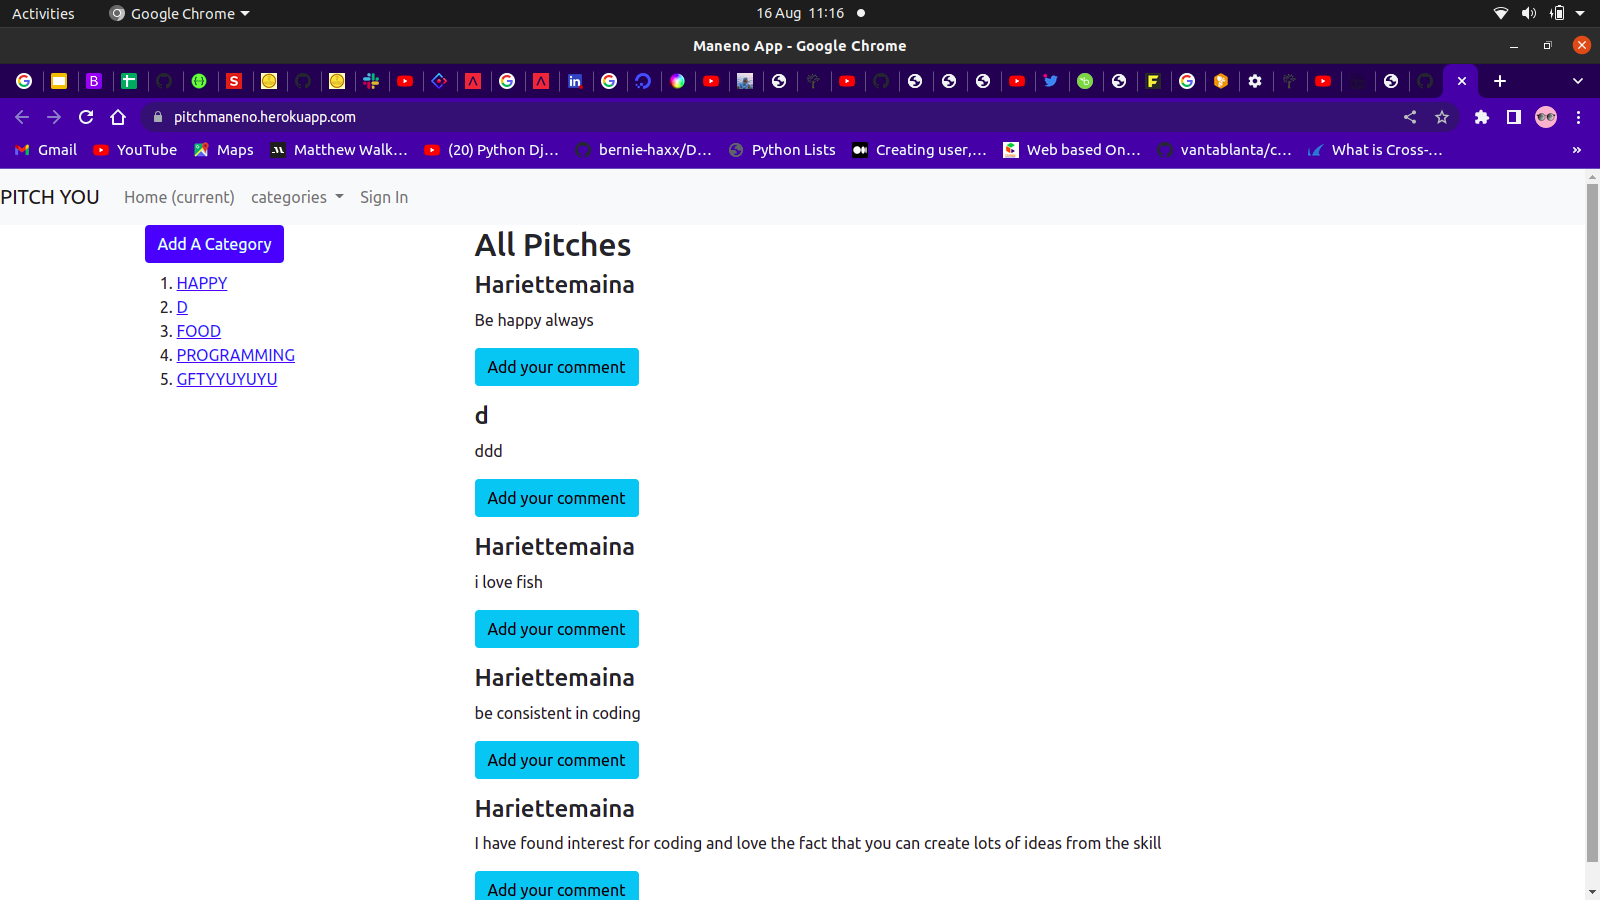 Activities Google Chrome 16 Aug 11:16
Maneno App - Google Chrome
pitchmaneno.herokuapp.com
Gmail YouTube Maps Matthew Walk... (20) Python Dj... bernie-haxx/D... Python Lists Creating user,... Web based On... vantablanta/c... What is Cross-... »
PITCH YOU Home (current) categories Sign In
Add A Category
1. HAPPY
2. D
3. FOOD
4. PROGRAMMING
5. GFTYYUYUYU
All Pitches
Hariettemaina
Be happy always
Add your comment
d
ddd
Add your comment
Hariettemaina
i love fish
Add your comment
Hariettemaina
be consistent in coding
Add your comment
Hariettemaina
I have found interest for coding and love the fact that you can create lots of ideas from the skill
Add your comment